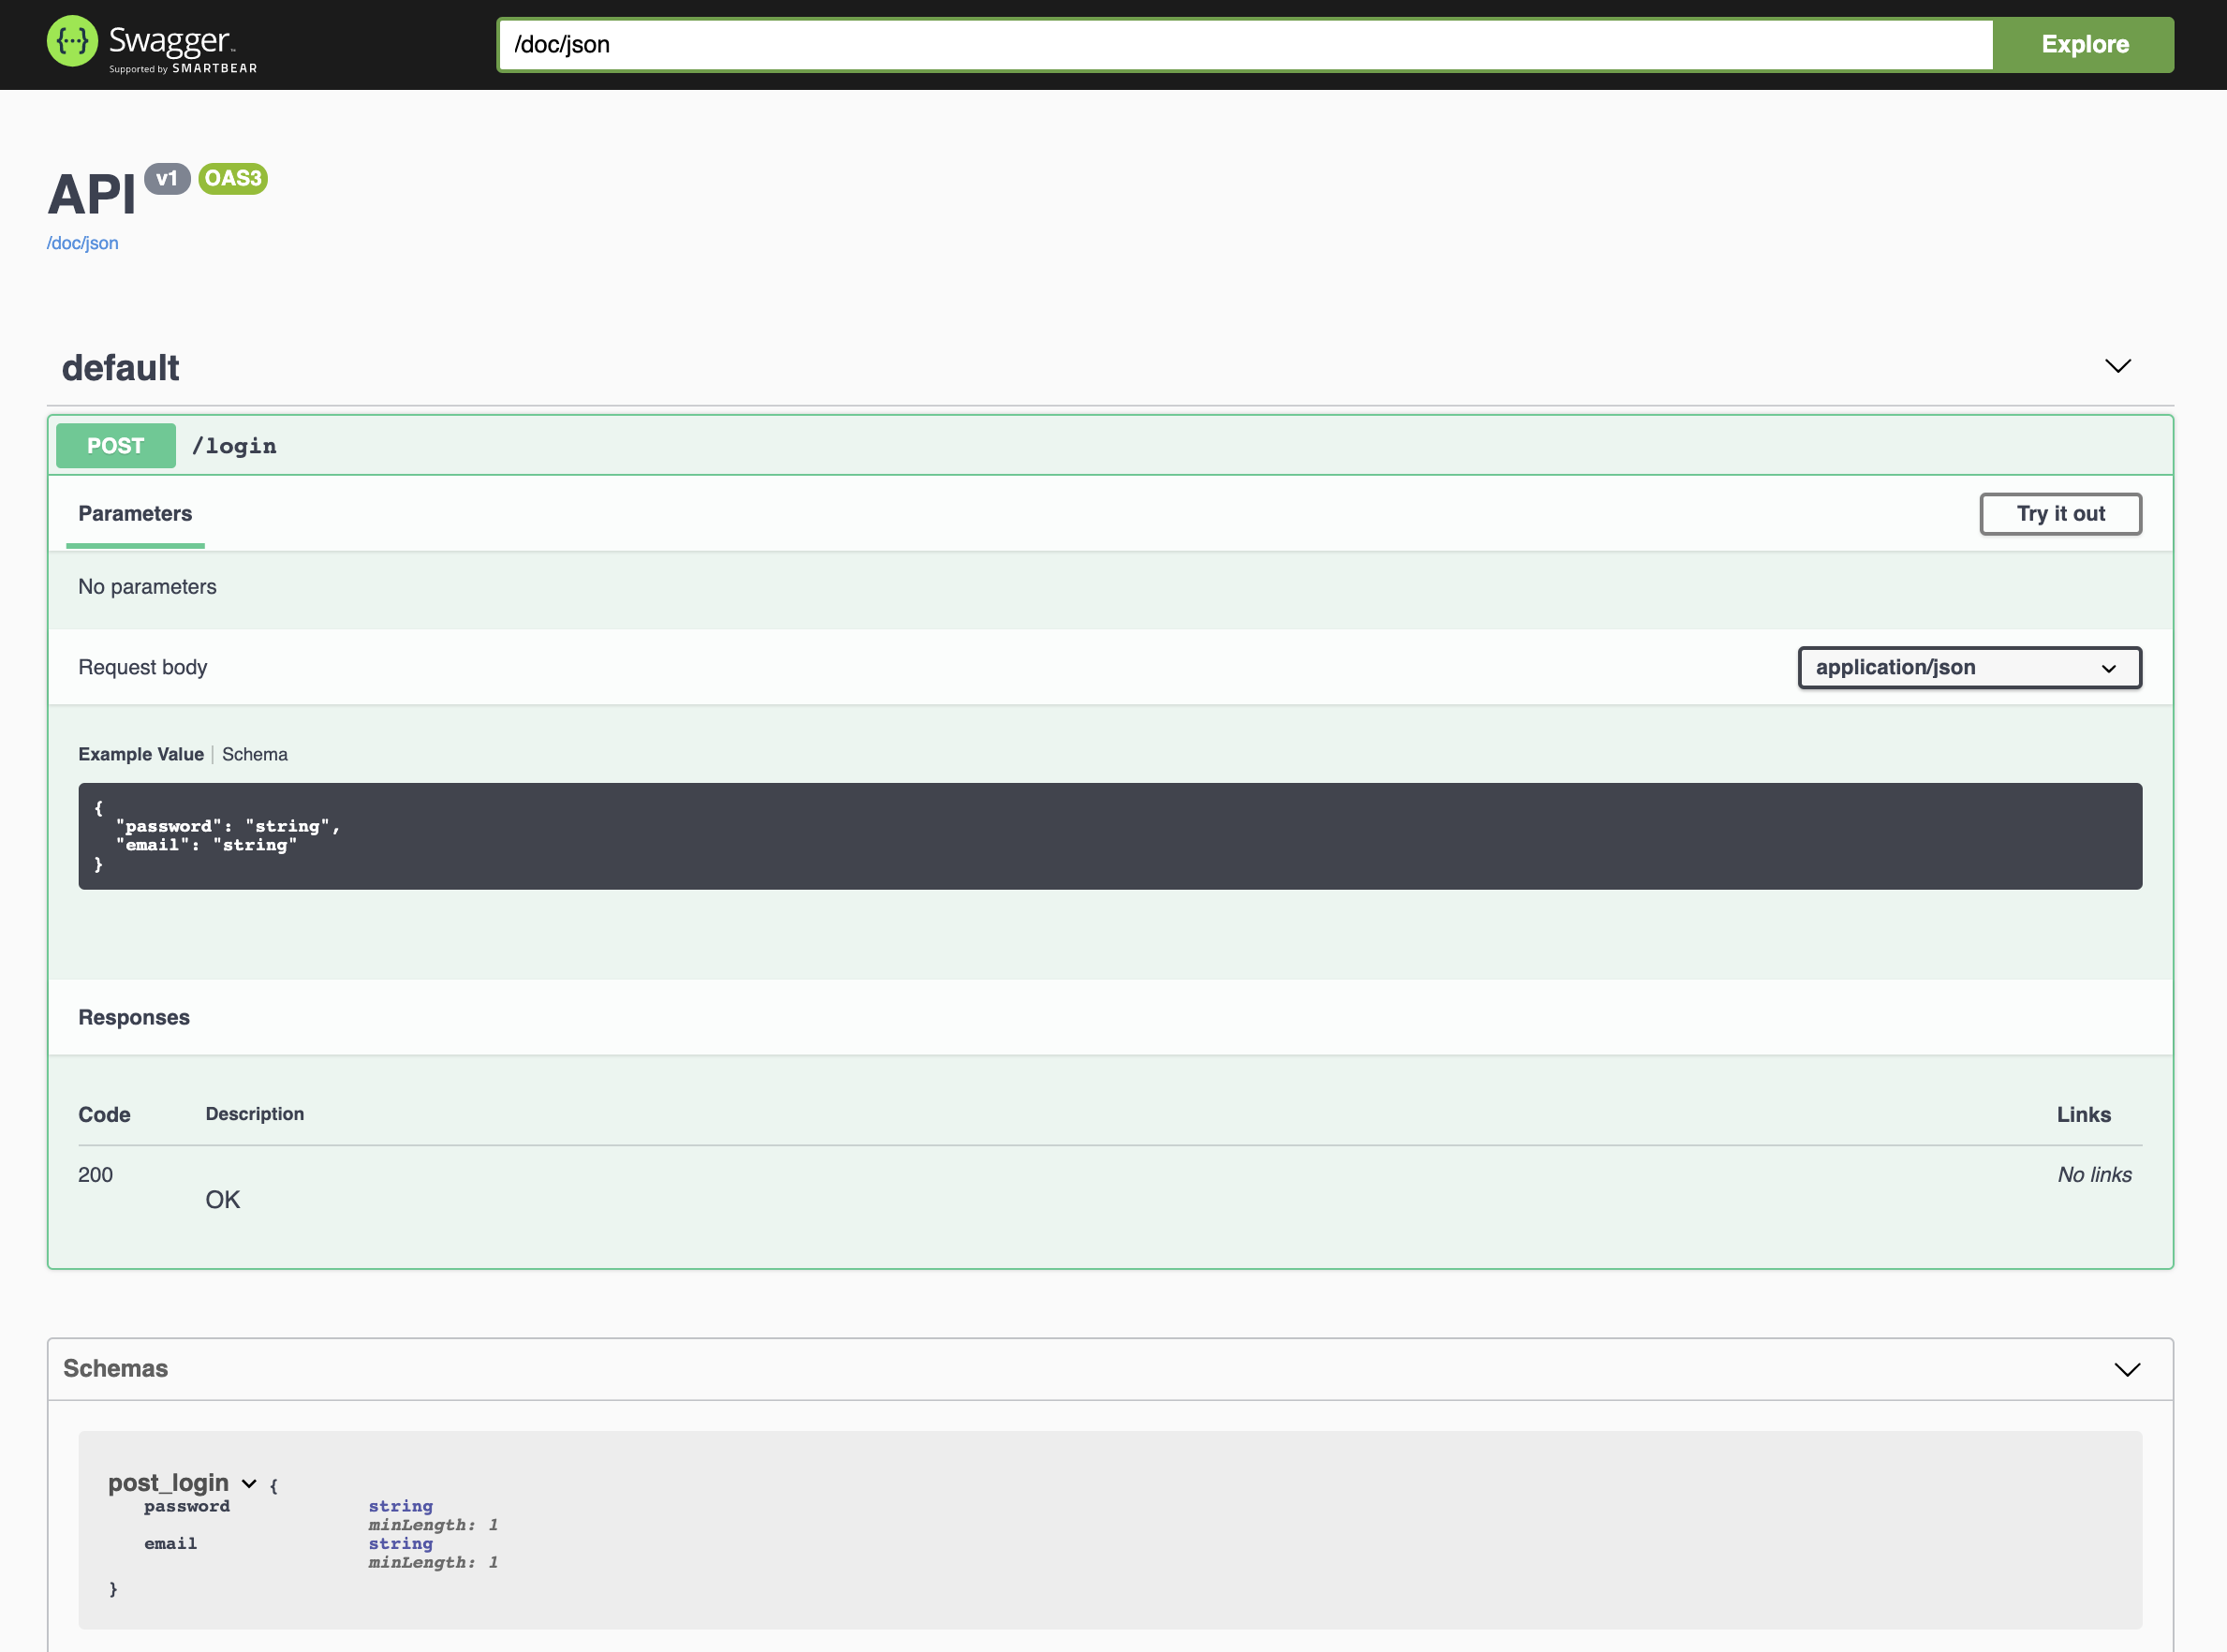 Swagger™
Supported by SMARTBEAR
/doc/json
Explore
API v1 OAS3
/doc/json
default
POST /login
Parameters
Try it out
No parameters
Request body
application/json
Example Value | Schema
{
  "password": "string",
  "email": "string"
}
Responses
Code Description Links
200 No links
OK
Schemas
post_login {
password string
minLength: 1
email string
minLength: 1
}